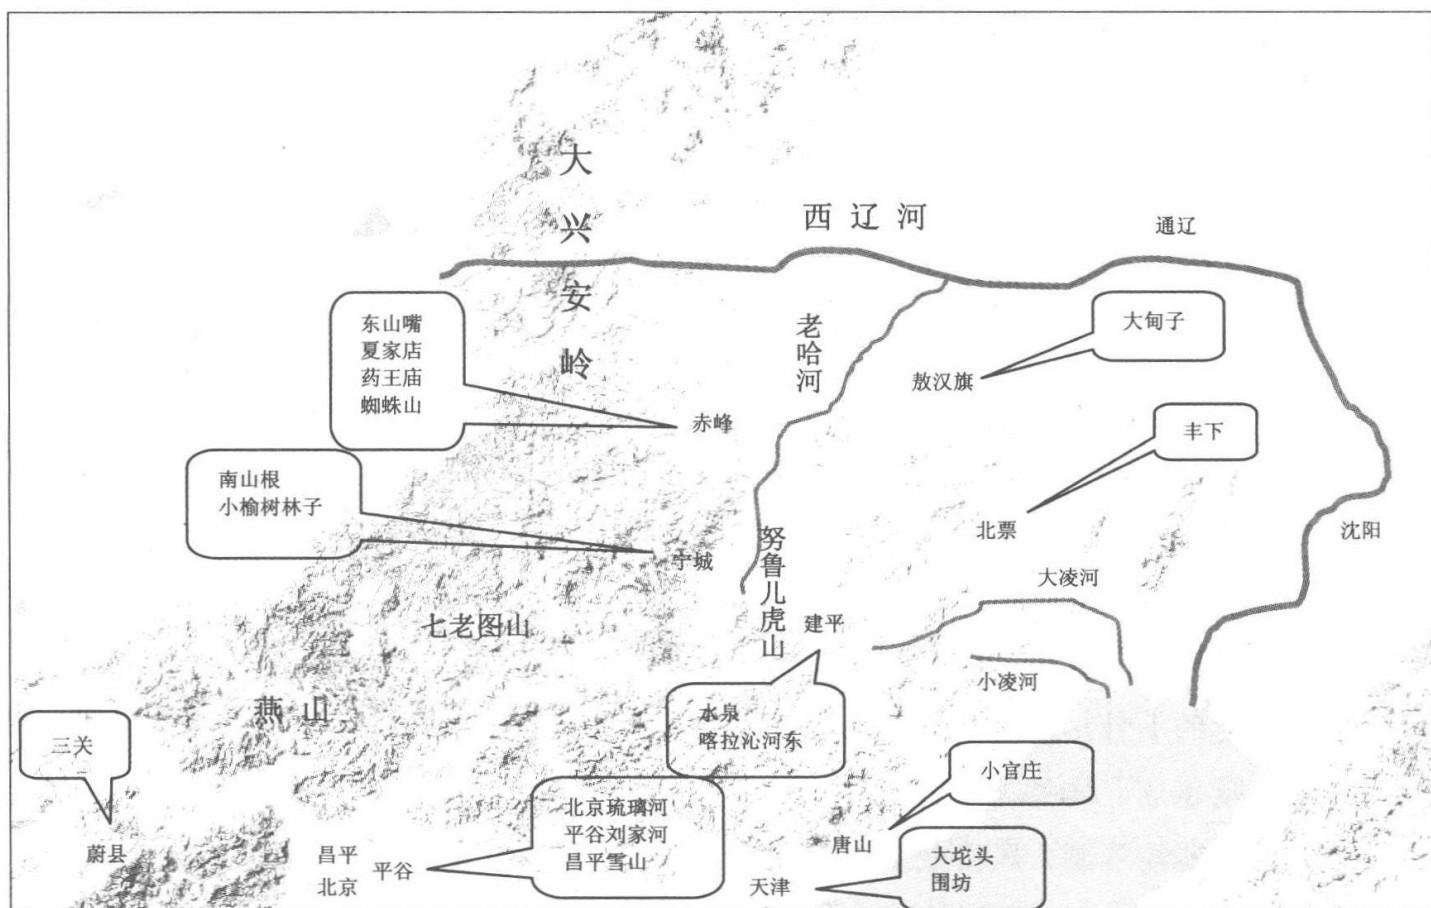 大兴安岭
西辽河
通辽
东山嘴
夏家店
药王庙
蜘蛛山
老哈河
大甸子
敖汉旗
赤峰
丰下
南山根
小榆树林子
宁城
努鲁儿虎山
北票
沈阳
大凌河
七老图山
建平
小凌河
燕山
水泉
喀拉沁河东
三关
小官庄
北京琉璃河
平谷刘家河
昌平雪山
蔚县
昌平
北京
平谷
唐山
天津
大坨头
围坊